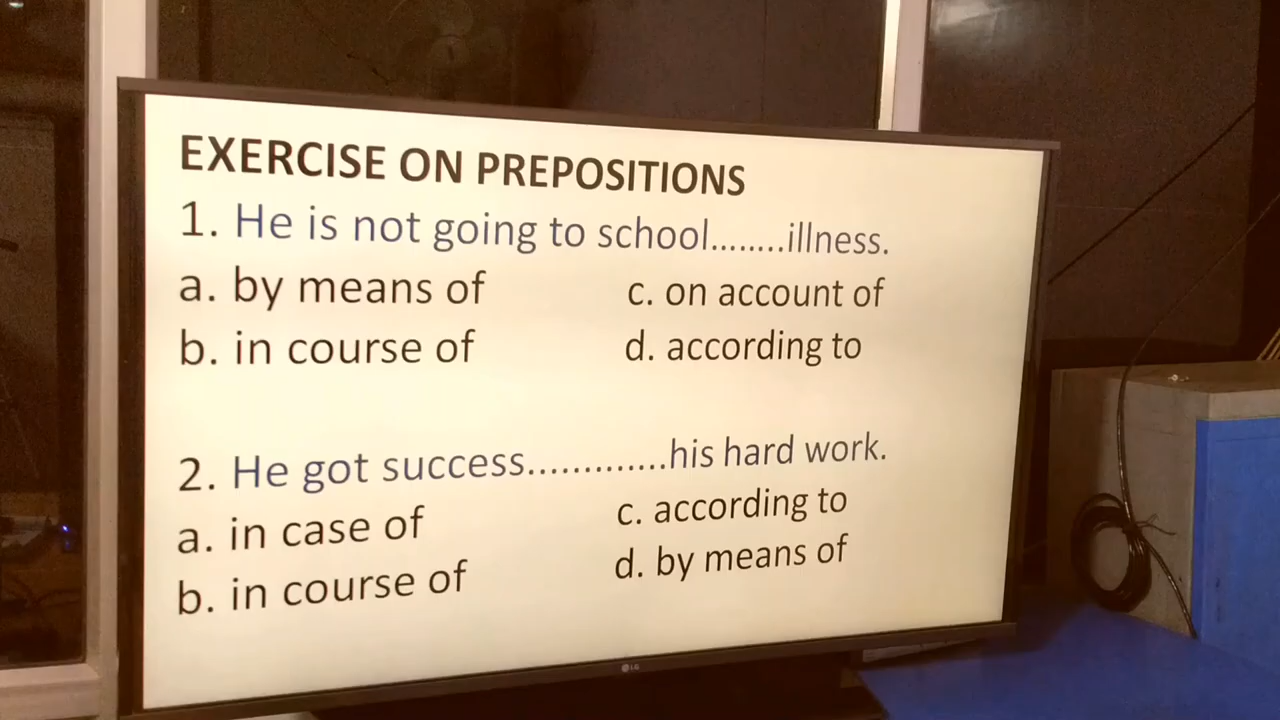 EXERCISE ON PREPOSITIONS
1. He is not going to school........illness.
a. by means of c. on account of
b. in course of d. according to
2. He got success.............his hard work.
a. in case of c. according to
b. in course of d. by means of
LG